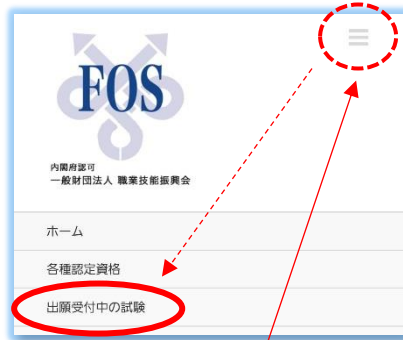 FOS
内閣府認可
一般財団法人 職業技能振興会
ホーム
各種認定資格
出願受付中の試験